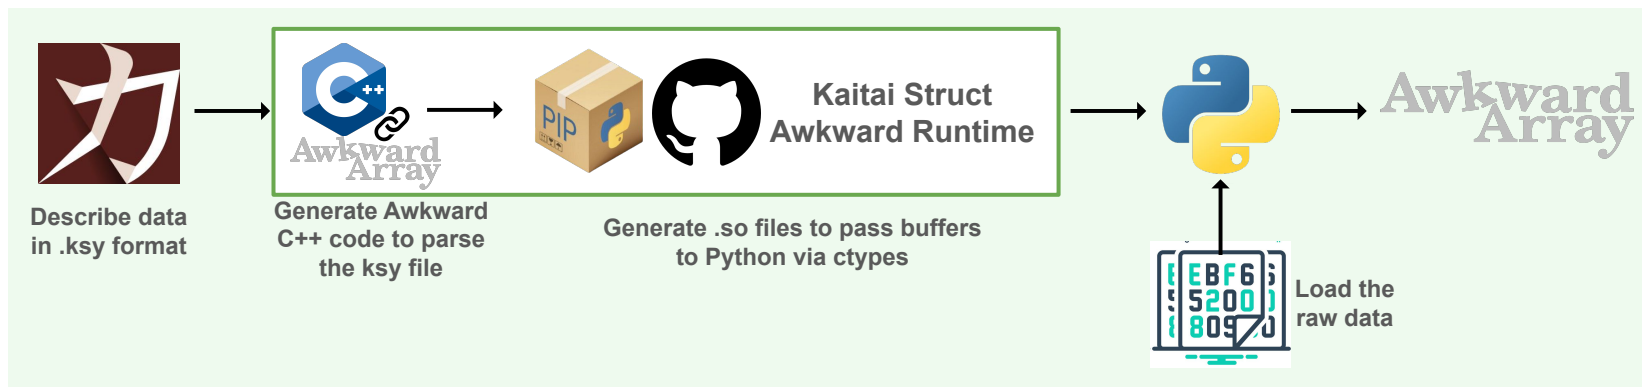 C++
Awkward
Array
PIP
Kaitai Struct
Awkward Runtime
Awkward
Array
Describe data
in .ksy format
Generate Awkward
C++ code to parse
the ksy file
Generate .so files to pass buffers
to Python via ctypes
EBF6
5200
809
Load the
raw data